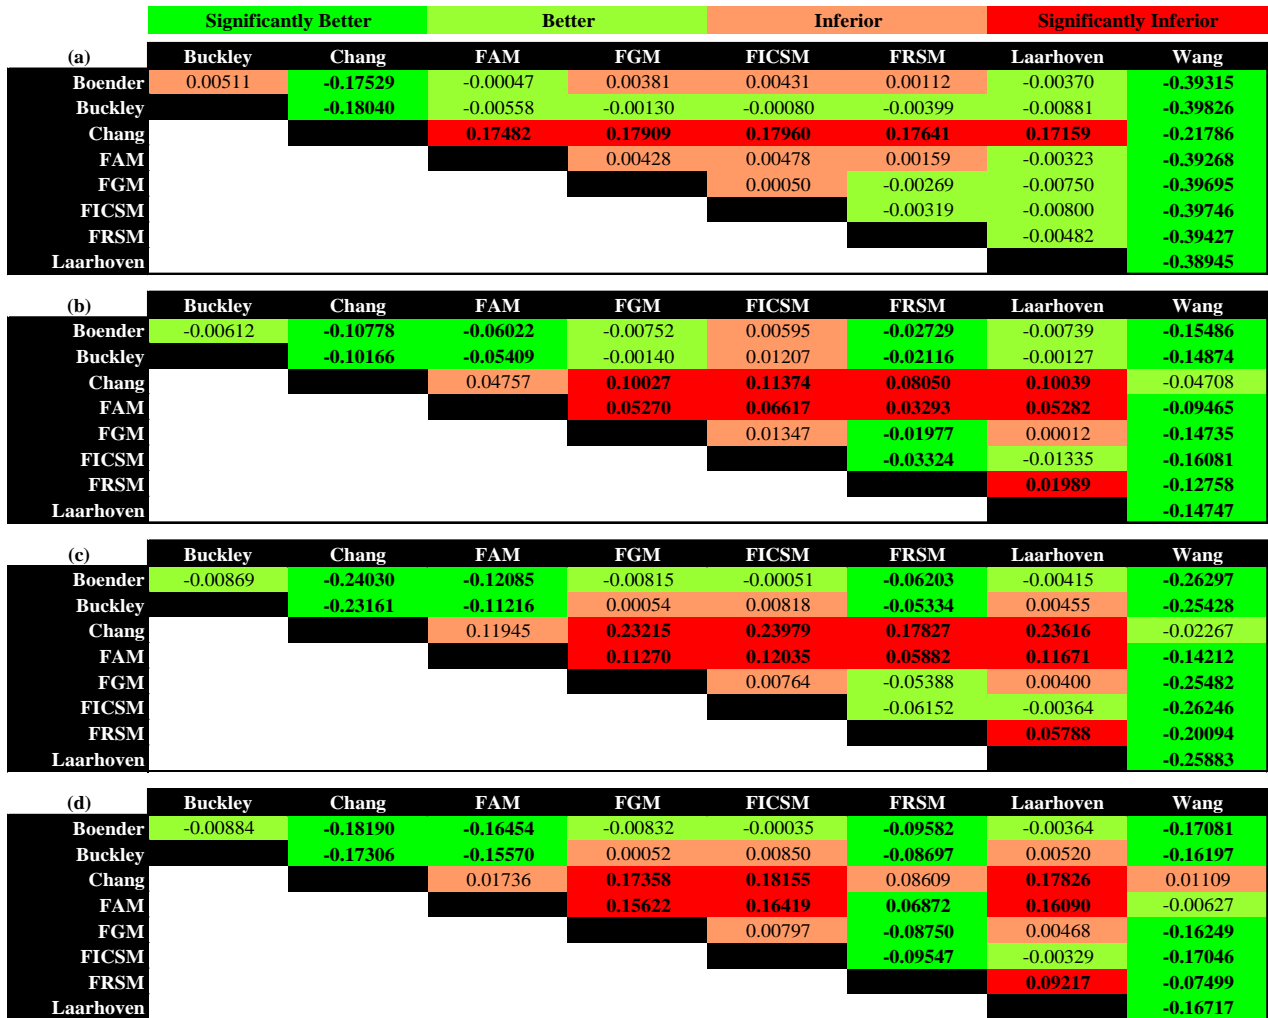 Significantly Better Better Inferior Significantly Inferior
(a) Buckley Chang FAM FGM FICSM FRSM Laarhoven Wang
Boender 0.00511 -0.17529 -0.00047 0.00381 0.00431 0.00112 -0.00370 -0.39315
Buckley -0.18040 -0.00558 -0.00130 -0.00080 -0.00399 -0.00881 -0.39826
Chang 0.17482 0.17909 0.17960 0.17641 0.17159 -0.21786
FAM 0.00428 0.00478 0.00159 -0.00323 -0.39268
FGM 0.00050 -0.00269 -0.00750 -0.39695
FICSM -0.00319 -0.00800 -0.39746
FRSM -0.00482 -0.39427
Laarhoven -0.38945
(b) Buckley Chang FAM FGM FICSM FRSM Laarhoven Wang
Boender -0.00612 -0.10778 -0.06022 -0.00752 0.00595 -0.02729 -0.00739 -0.15486
Buckley -0.10166 -0.05409 -0.00140 0.01207 -0.02116 -0.00127 -0.14874
Chang 0.04757 0.10027 0.11374 0.08050 0.10039 -0.04708
FAM 0.05270 0.06617 0.03293 0.05282 -0.09465
FGM 0.01347 -0.01977 0.00012 -0.14735
FICSM -0.03324 -0.01335 -0.16081
FRSM 0.01989 -0.12758
Laarhoven -0.14747
(c) Buckley Chang FAM FGM FICSM FRSM Laarhoven Wang
Boender -0.00869 -0.24030 -0.12085 -0.00815 -0.00051 -0.06203 -0.00415 -0.26297
Buckley -0.23161 -0.11216 0.00054 0.00818 -0.05334 0.00455 -0.25428
Chang 0.11945 0.23215 0.23979 0.17827 0.23616 -0.02267
FAM 0.11270 0.12035 0.05882 0.11671 -0.14212
FGM 0.00764 -0.05388 0.00400 -0.25482
FICSM -0.06152 -0.00364 -0.26246
FRSM 0.05788 -0.20094
Laarhoven -0.25883
(d) Buckley Chang FAM FGM FICSM FRSM Laarhoven Wang
Boender -0.00884 -0.18190 -0.16454 -0.00832 -0.00035 -0.09582 -0.00364 -0.17081
Buckley -0.17306 -0.15570 0.00052 0.00850 -0.08697 0.00520 -0.16197
Chang 0.01736 0.17358 0.18155 0.08609 0.17826 0.01109
FAM 0.15622 0.16419 0.06872 0.16090 -0.00627
FGM 0.00797 -0.08750 0.00468 -0.16249
FICSM -0.09547 -0.00329 -0.17046
FRSM 0.09217 -0.07499
Laarhoven -0.16717